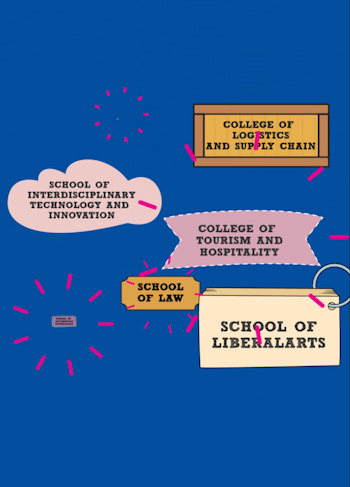 COLLEGE OF
LOGISTICS
AND SUPPLY CHAIN
SCHOOL OF
INTERDISCIPLINARY
TECHNOLOGY AND
INNOVATION
COLLEGE OF
TOURISM AND
HOSPITALITY
SCHOOL
OF LAW
SCHOOL OF
LIBERALARTS